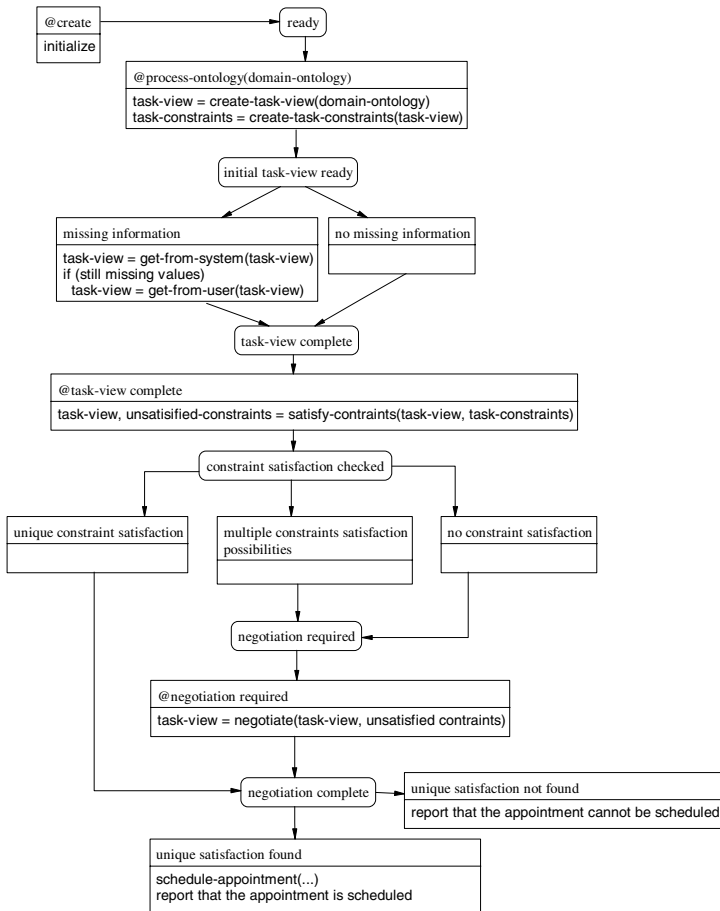 @create
ready
initialize
@process-ontology(domain-ontology)
task-view = create-task-view(domain-ontology)
task-constraints = create-task-constraints(task-view)
initial task-view ready
missing information
no missing information
task-view = get-from-system(task-view)
if (still missing values)
task-view = get-from-user(task-view)
task-view complete
@task-view complete
task-view, unsatisified-constraints = satisfy-contraints(task-view, task-constraints)
constraint satisfaction checked
unique constraint satisfaction
multiple constraints satisfaction
possibilities
no constraint satisfaction
negotiation required
@negotiation required
task-view = negotiate(task-view, unsatisfied contraints)
negotiation complete
unique satisfaction not found
report that the appointment cannot be scheduled
unique satisfaction found
schedule-appointment(...)
report that the appointment is scheduled